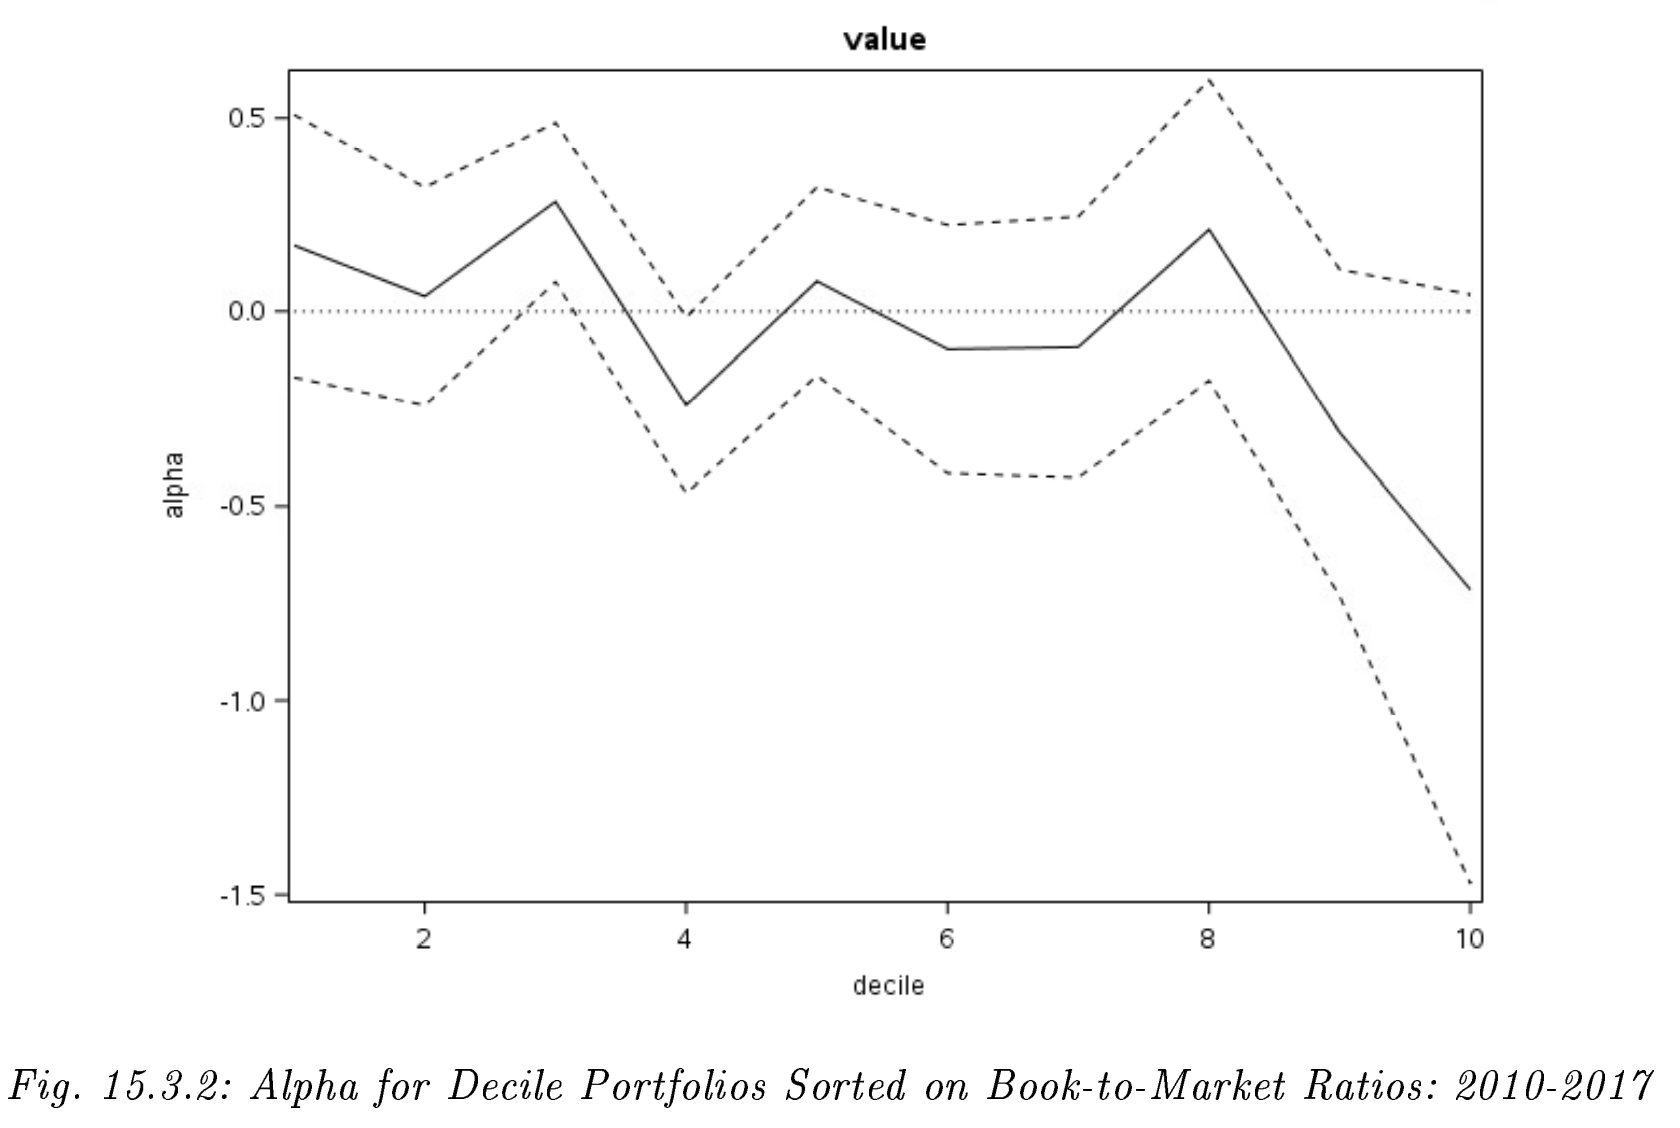 value
0.5
0.0
-0.5
-1.0
-1.5
alpha
2 4 6 8 10
decile
Fig. 15.3.2: Alpha for Decile Portfolios Sorted on Book-to-Market Ratios: 2010-2017